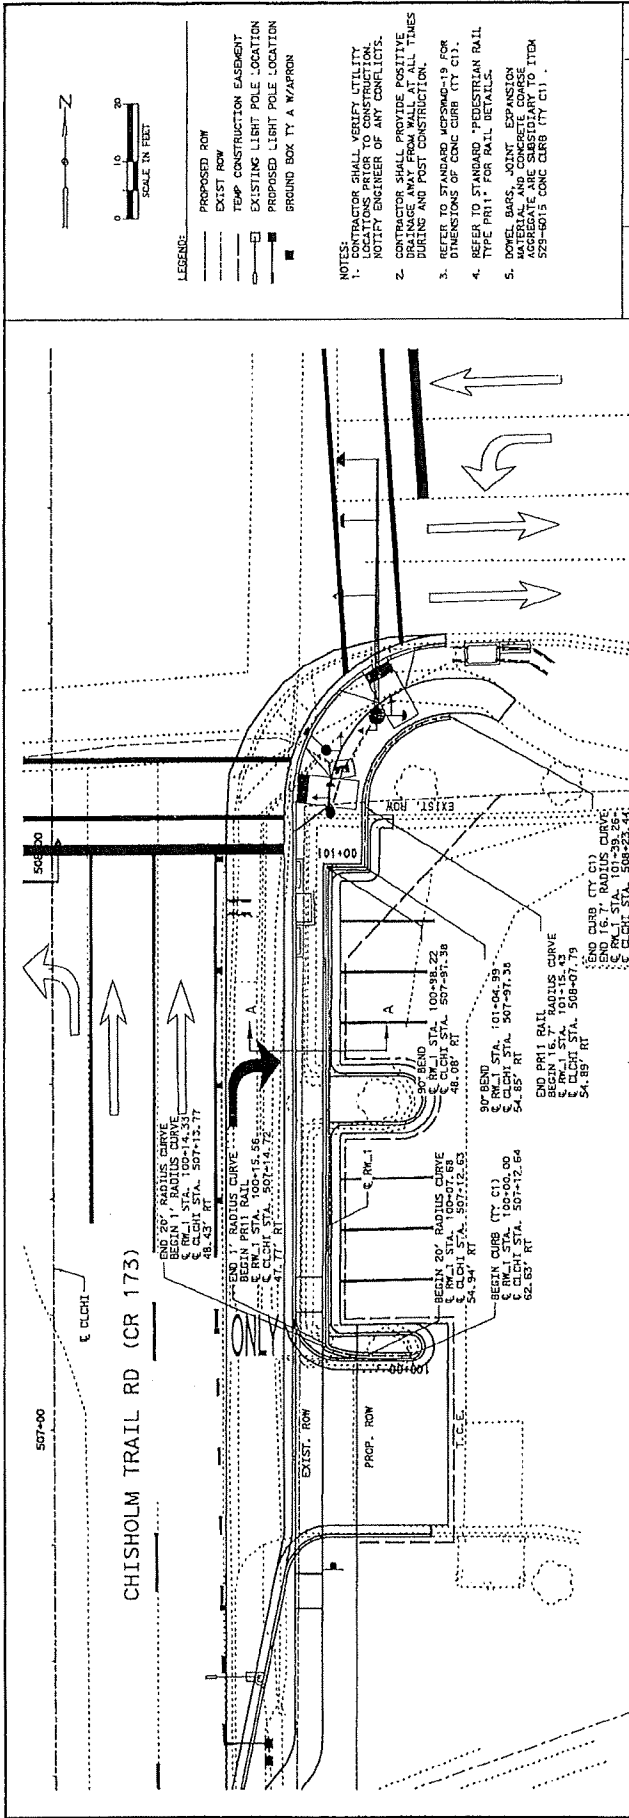 507+00
508+00
℄ CLCHI
CHISHOLM TRAIL RD (CR 173)
END 20' RADIUS CURVE
BEGIN 1' RADIUS CURVE
℄ RW_1 STA. 100+14.33
℄ CLCHI STA. 507+13.77
48.43' RT
END 1' RADIUS CURVE
BEGIN PR11 RAIL
℄ RW_1 STA. 100+15.56
℄ CLCHI STA. 507+14.72
47.77' RT
ONLY
A
A
EXIST. ROW
PROP. ROW
T.C.E.
℄ RW_1
100+00
101+00
EXIST. ROW
BEGIN 20' RADIUS CURVE
℄ RW_1 STA. 100+07.68
℄ CLCHI STA. 507+12.63
54.94' RT
BEGIN CURB (TY C1)
℄ RW_1 STA. 100+00.00
℄ CLCHI STA. 507+12.64
62.63' RT
90° BEND
℄ RW_1 STA. 100+98.22
℄ CLCHI STA. 507+97.38
48.08' RT
90° BEND
℄ RW_1 STA. 101+04.99
℄ CLCHI STA. 507+97.38
54.85' RT
END PR11 RAIL
BEGIN 16.7' RADIUS CURVE
℄ RW_1 STA. 101+15.43
℄ CLCHI STA. 508+07.79
54.89' RT
END CURB (TY C1)
END 16.7' RADIUS CURVE
℄ RW_1 STA. 101+39.26
℄ CLCHI STA. 508+23.44
Z
0 10 20
SCALE IN FEET
LEGEND:
PROPOSED ROW
EXIST ROW
TEMP CONSTRUCTION EASEMENT
EXISTING LIGHT POLE LOCATION
PROPOSED LIGHT POLE LOCATION
GROUND BOX TY A W/APRON
NOTES:
1. CONTRACTOR SHALL VERIFY UTILITY
LOCATIONS PRIOR TO CONSTRUCTION.
NOTIFY ENGINEER OF ANY CONFLICTS.
2. CONTRACTOR SHALL PROVIDE POSITIVE
DRAINAGE AWAY FROM WALL AT ALL TIMES
DURING AND POST CONSTRUCTION.
3. REFER TO STANDARD WCPSWMD-19 FOR
DIMENSIONS OF CONC CURB (TY C1).
4. REFER TO STANDARD "PEDESTRIAN RAIL
TYPE PR11" FOR RAIL DETAILS.
5. DOWEL BARS, JOINT EXPANSION
MATERIAL AND CONCRETE COARSE
AGGREGATE ARE SUBSIDIARY TO ITEM
529-6015 CONC CURB (TY C1).